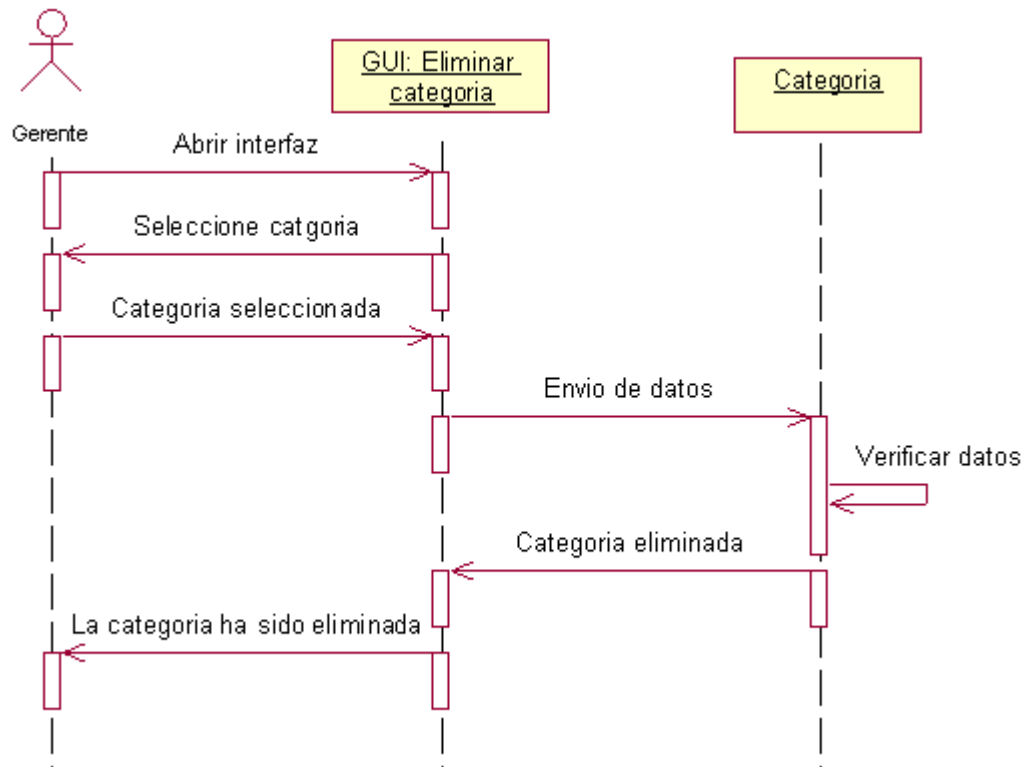 GUI: Eliminar
categoria
Categoria
Gerente
Abrir interfaz
Seleccione catgoria
Categoria seleccionada
Envio de datos
Verificar datos
Categoria eliminada
La categoria ha sido eliminada